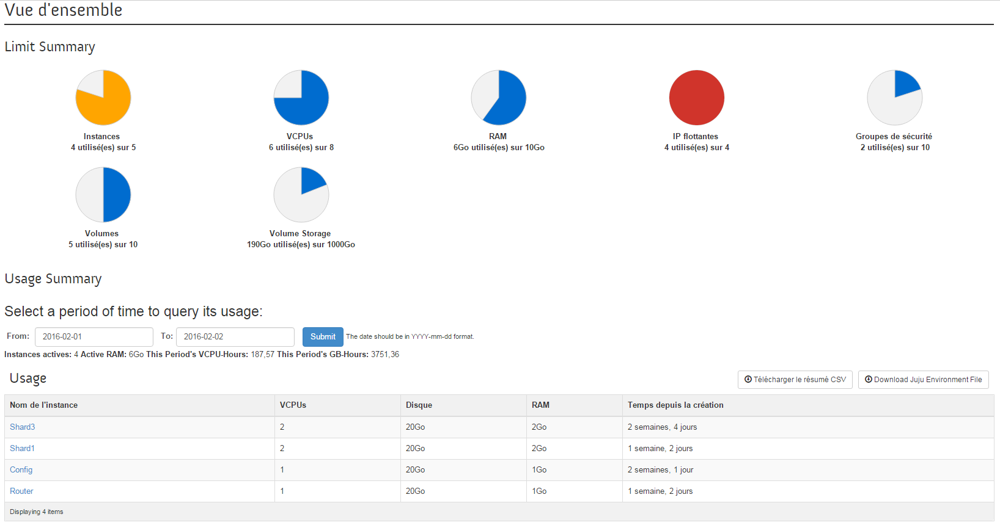 Vue d'ensemble
Limit Summary
Instances
4 utilisé(es) sur 5
VCPUs
6 utilisé(es) sur 8
RAM
6Go utilisé(es) sur 10Go
IP flottantes
4 utilisé(es) sur 4
Groupes de sécurité
2 utilisé(es) sur 10
Volumes
5 utilisé(es) sur 10
Volume Storage
190Go utilisé(es) sur 1000Go
Usage Summary
Select a period of time to query its usage:
From: 2016-02-01 To: 2016-02-02 Submit The date should be in YYYY-mm-dd format.
Instances actives: 4 Active RAM: 6Go This Period's VCPU-Hours: 187,57 This Period's GB-Hours: 3751,36
Usage Télécharger le résumé CSV Download Juju Environment File
Nom de l'instance VCPUs Disque RAM Temps depuis la création
Shard3 2 20Go 2Go 2 semaines, 4 jours
Shard1 2 20Go 2Go 1 semaine, 2 jours
Config 1 20Go 1Go 2 semaines, 1 jour
Router 1 20Go 1Go 1 semaine, 2 jours
Displaying 4 items